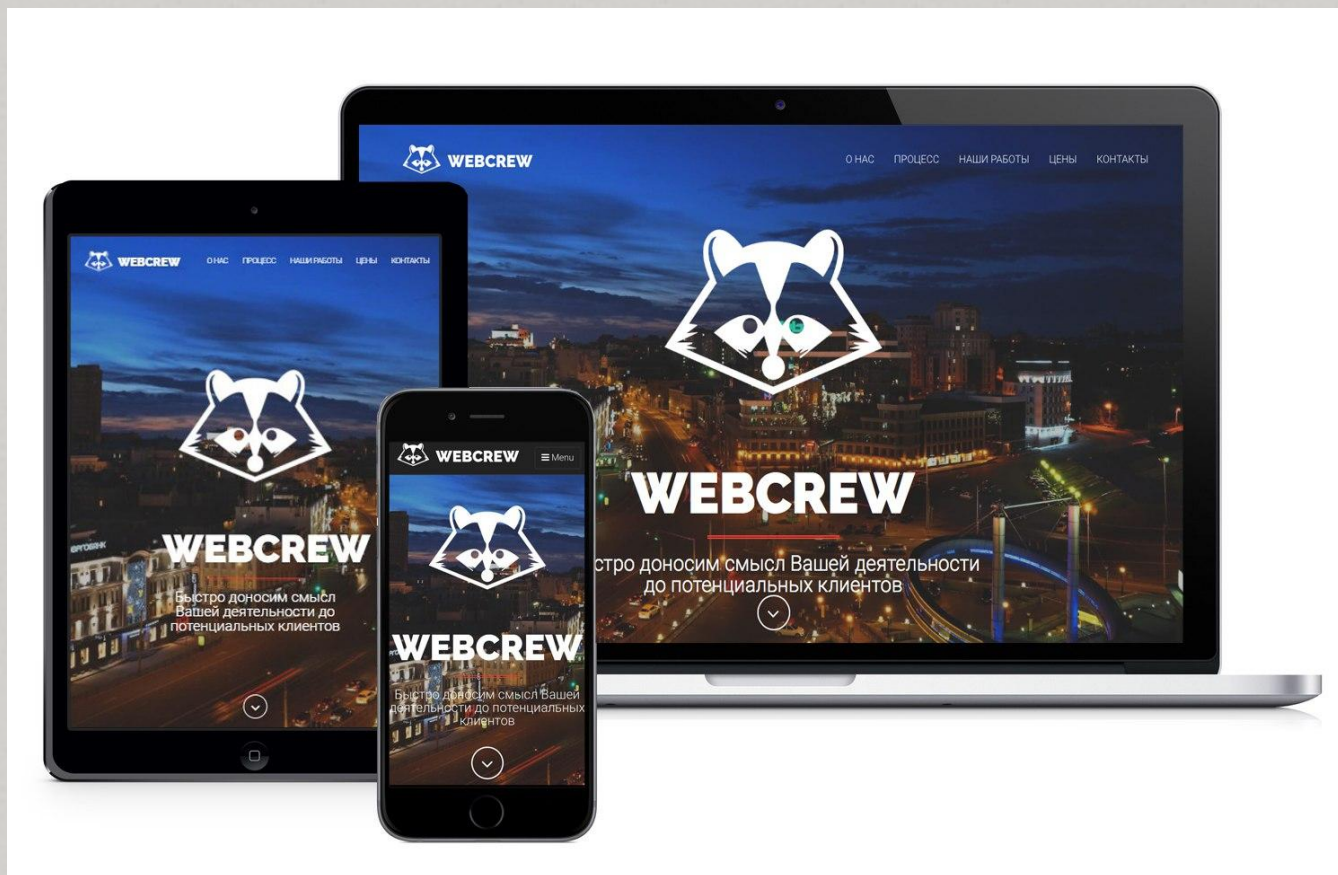 WEBCREW
О НАС ПРОЦЕСС НАШИ РАБОТЫ ЦЕНЫ КОНТАКТЫ
WEBCREW
стро доносим смысл Вашей деятельности
до потенциальных клиентов
WEBCREW О НАС ПРОЦЕСС НАШИ РАБОТЫ ЦЕНЫ КОНТАКТЫ
WEBCREW
Быстро доносим смысл
Вашей деятельности до
потенциальных клиентов
WEBCREW Menu
WEBCREW
Быстро доносим смысл Вашей
деятельности до потенциальных
клиентов